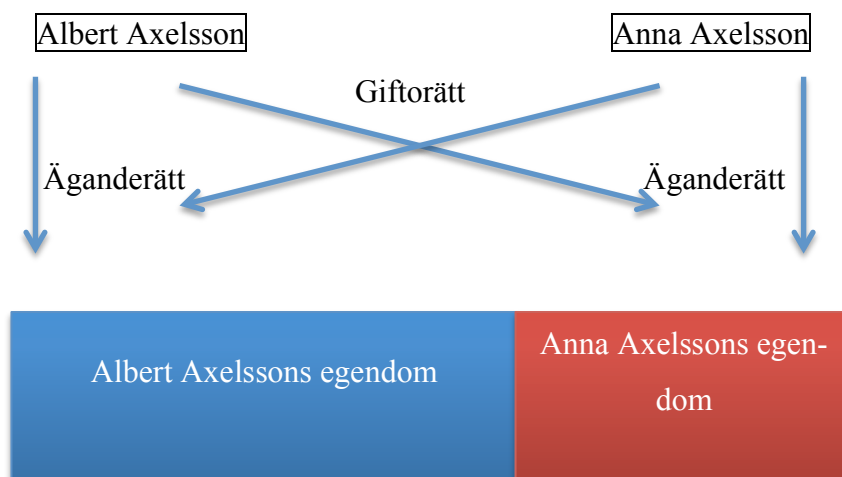 Albert Axelsson
Anna Axelsson
Giftorätt
Äganderätt
Äganderätt
Albert Axelssons egendom
Anna Axelssons egen-
dom